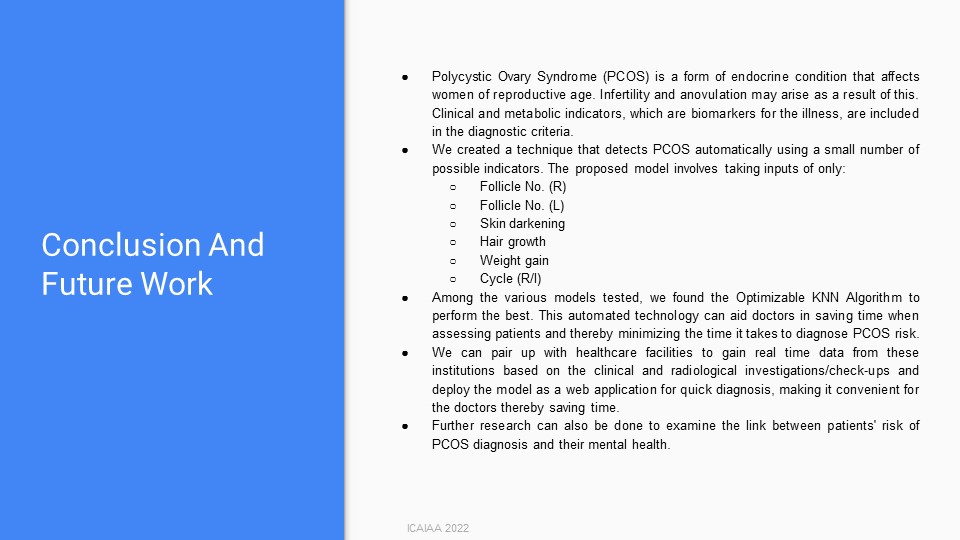 Conclusion And
Future Work
● Polycystic Ovary Syndrome (PCOS) is a form of endocrine condition that affects
women of reproductive age. Infertility and anovulation may arise as a result of this.
Clinical and metabolic indicators, which are biomarkers for the illness, are included
in the diagnostic criteria.
● We created a technique that detects PCOS automatically using a small number of
possible indicators. The proposed model involves taking inputs of only:
○ Follicle No. (R)
○ Follicle No. (L)
○ Skin darkening
○ Hair growth
○ Weight gain
○ Cycle (R/I)
● Among the various models tested, we found the Optimizable KNN Algorithm to
perform the best. This automated technology can aid doctors in saving time when
assessing patients and thereby minimizing the time it takes to diagnose PCOS risk.
● We can pair up with healthcare facilities to gain real time data from these
institutions based on the clinical and radiological investigations/check-ups and
deploy the model as a web application for quick diagnosis, making it convenient for
the doctors thereby saving time.
● Further research can also be done to examine the link between patients' risk of
PCOS diagnosis and their mental health.
ICAIAA 2022